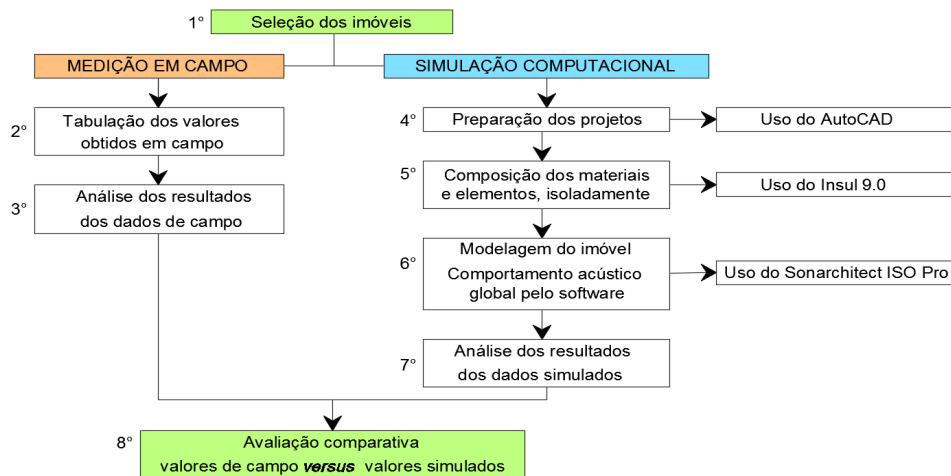 1° Seleção dos imóveis
MEDIÇÃO EM CAMPO
SIMULAÇÃO COMPUTACIONAL
2° Tabulação dos valores
obtidos em campo
3° Análise dos resultados
dos dados de campo
4° Preparação dos projetos
Uso do AutoCAD
5° Composição dos materiais
e elementos, isoladamente
Uso do Insul 9.0
6° Modelagem do imóvel
Comportamento acústico
global pelo software
Uso do Sonarchitect ISO Pro
7° Análise dos resultados
dos dados simulados
8° Avaliação comparativa
valores de campo versus valores simulados